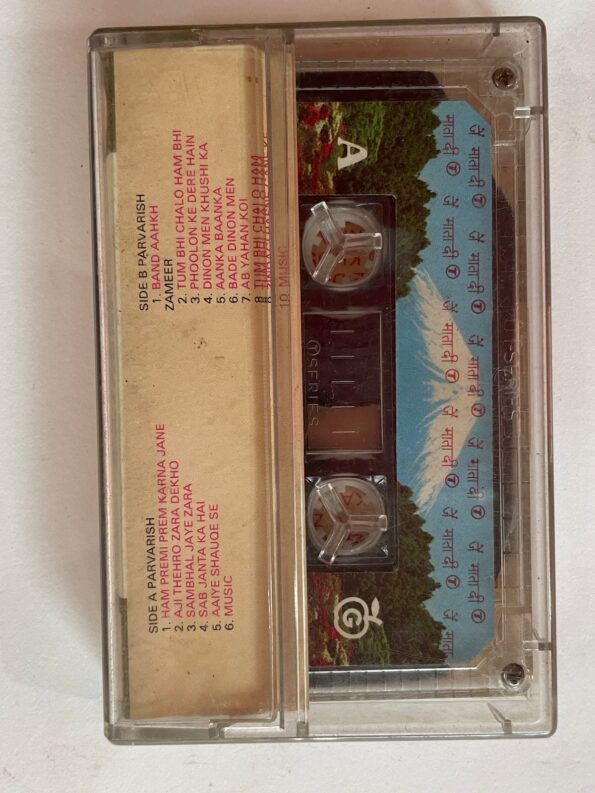 SIDE A PARVARISH
1. HAM PREMI PREM KARNA JANE
2. AJI THEHRO ZARA DEKHO
3. SAMBHAL JAYE ZARA
4. SAB JANTA KA HAI
5. AAIYE SHAUQE SE
6. MUSIC
SIDE B PARVARISH
1. BAND AAHKH
ZAMEER
2. TUM BHI CHALO HAM BHI
3. PHOOLON KE DERE HAIN
4. DINON MEN KHUSHI KA
5. AANKA BAANKA
6. BADE DINON MEN
7. AB YAHAN KOI
8. TUM BHI CHALO HAM
10. MUSIC
जै माता दी T जै माता दी T जै माता दी T जै माता दी T जै माता दी T
माता दी T जै माता दी T जै माता दी T जै माता दी T जै माता दी T जै माता
A
T SERIES
G